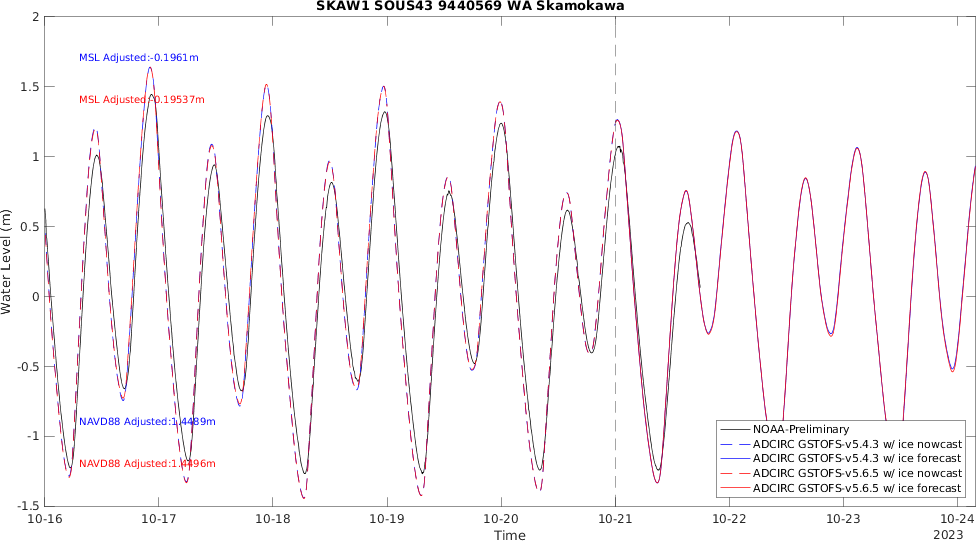 SKAW1 SOUS43 9440569 WA Skamokawa
2
1.5
1
0.5
0
-0.5
-1
-1.5
Water Level (m)
MSL Adjusted:-0.1961m
MSL Adjusted:-0.19537m
NAVD88 Adjusted:1.4489m
NAVD88 Adjusted:1.4496m
NOAA-Preliminary
ADCIRC GSTOFS-v5.4.3 w/ ice nowcast
ADCIRC GSTOFS-v5.4.3 w/ ice forecast
ADCIRC GSTOFS-v5.6.5 w/ ice nowcast
ADCIRC GSTOFS-v5.6.5 w/ ice forecast
10-16 10-17 10-18 10-19 10-20 10-21 10-22 10-23 10-24
Time
2023